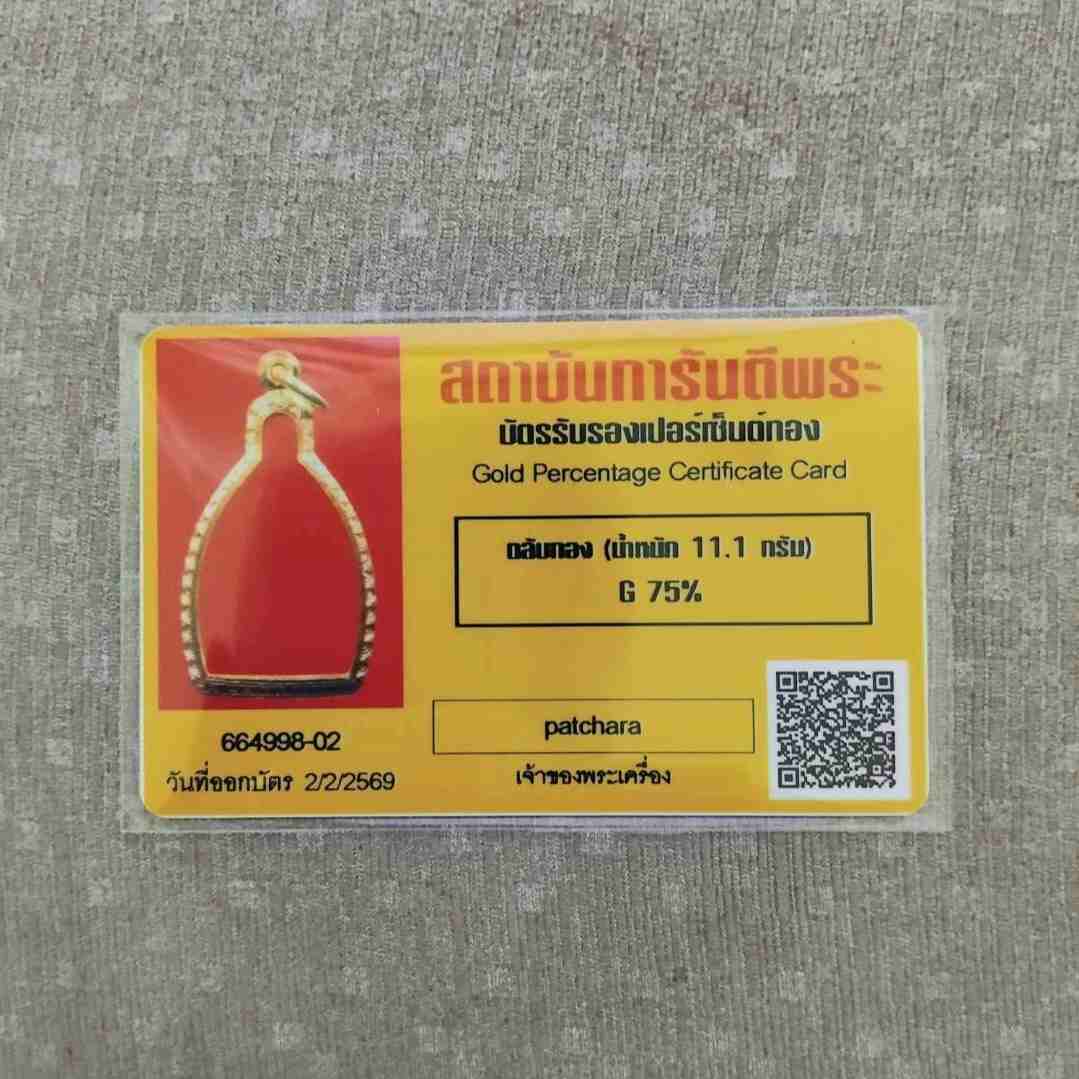 สถาบันการันตีพระ
บัตรรับรองเปอร์เซ็นต์ทอง
Gold Percentage Certificate Card
ตลับทอง (น้ำหนัก 11.1 กรัม)
G 75%
patchara
เจ้าของพระเครื่อง
664998-02
วันที่ออกบัตร 2/2/2569